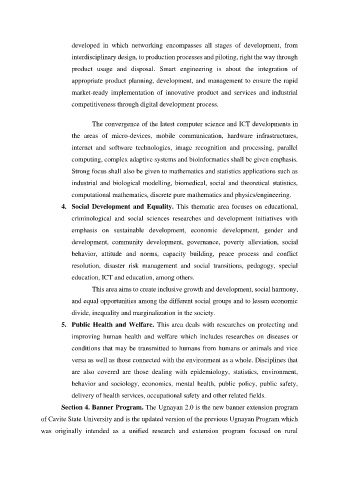 developed in which networking encompasses all stages of development, from
interdisciplinary design, to production processes and piloting, right the way through
product usage and disposal. Smart engineering is about the integration of
appropriate product planning, development, and management to ensure the rapid
market-ready implementation of innovative product and services and industrial
competitiveness through digital development process.
The convergence of the latest computer science and ICT developments in
the areas of micro-devices, mobile communication, hardware infrastructures,
internet and software technologies, image recognition and processing, parallel
computing, complex adaptive systems and bioinformatics shall be given emphasis.
Strong focus shall also be given to mathematics and statistics applications such as
industrial and biological modelling, biomedical, social and theoretical statistics,
computational mathematics, discrete pure mathematics and physics/engineering.
4. Social Development and Equality. This thematic area focuses on educational,
criminological and social sciences researches and development initiatives with
emphasis on sustainable development, economic development, gender and
development, community development, governance, poverty alleviation, social
behavior, attitude and norms, capacity building, peace process and conflict
resolution, disaster risk management and social transitions, pedagogy, special
education, ICT and education, among others.
This area aims to create inclusive growth and development, social harmony,
and equal opportunities among the different social groups and to lessen economic
divide, inequality and marginalization in the society.
5. Public Health and Welfare. This area deals with researches on protecting and
improving human health and welfare which includes researches on diseases or
conditions that may be transmitted to humans from humans or animals and vice
versa as well as those connected with the environment as a whole. Disciplines that
are also covered are those dealing with epidemiology, statistics, environment,
behavior and sociology, economics, mental health, public policy, public safety,
delivery of health services, occupational safety and other related fields.
Section 4. Banner Program. The Ugnayan 2.0 is the new banner extension program
of Cavite State University and is the updated version of the previous Ugnayan Program which
was originally intended as a unified research and extension program focused on rural